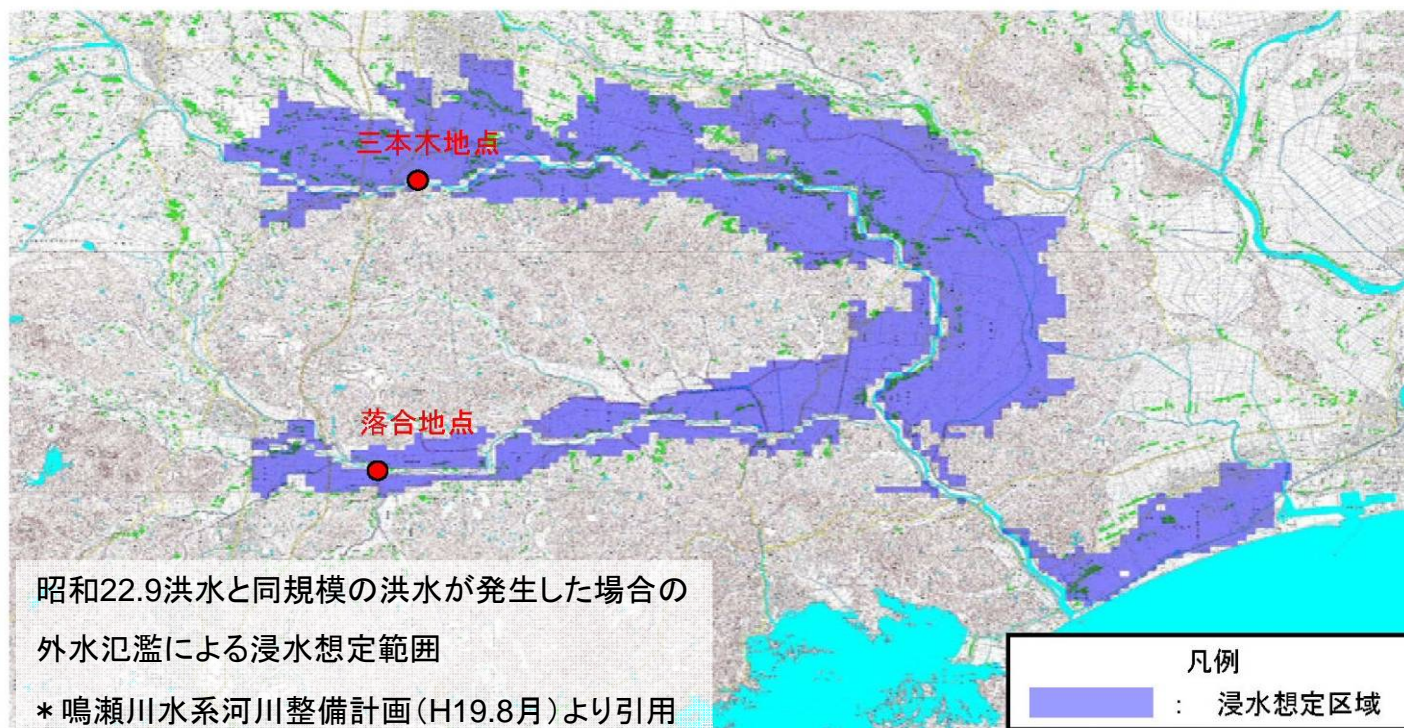 三本木地点
落合地点
昭和22.9洪水と同規模の洪水が発生した場合の
外水氾濫による浸水想定範囲
*鳴瀬川水系河川整備計画(H19.8月)より引用
凡例
： 浸水想定区域